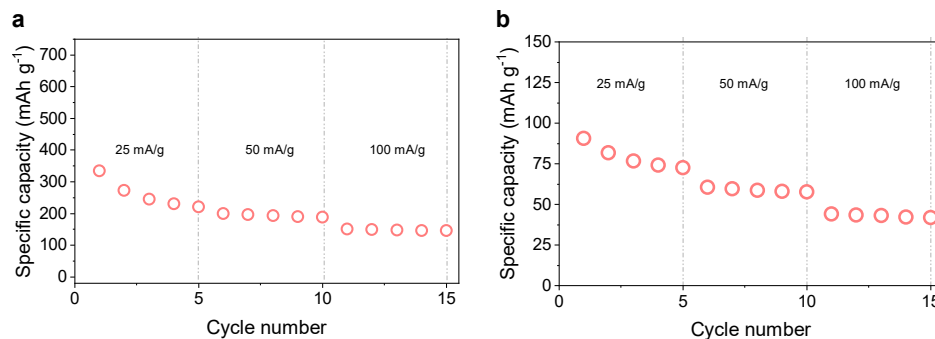 a
Specific capacity (mAh g⁻¹)
700
600
500
400
300
200
100
0
25 mA/g
50 mA/g
100 mA/g
0
5
10
15
Cycle number
b
Specific capacity (mAh g⁻¹)
150
125
100
75
50
25
0
25 mA/g
50 mA/g
100 mA/g
0
5
10
15
Cycle number